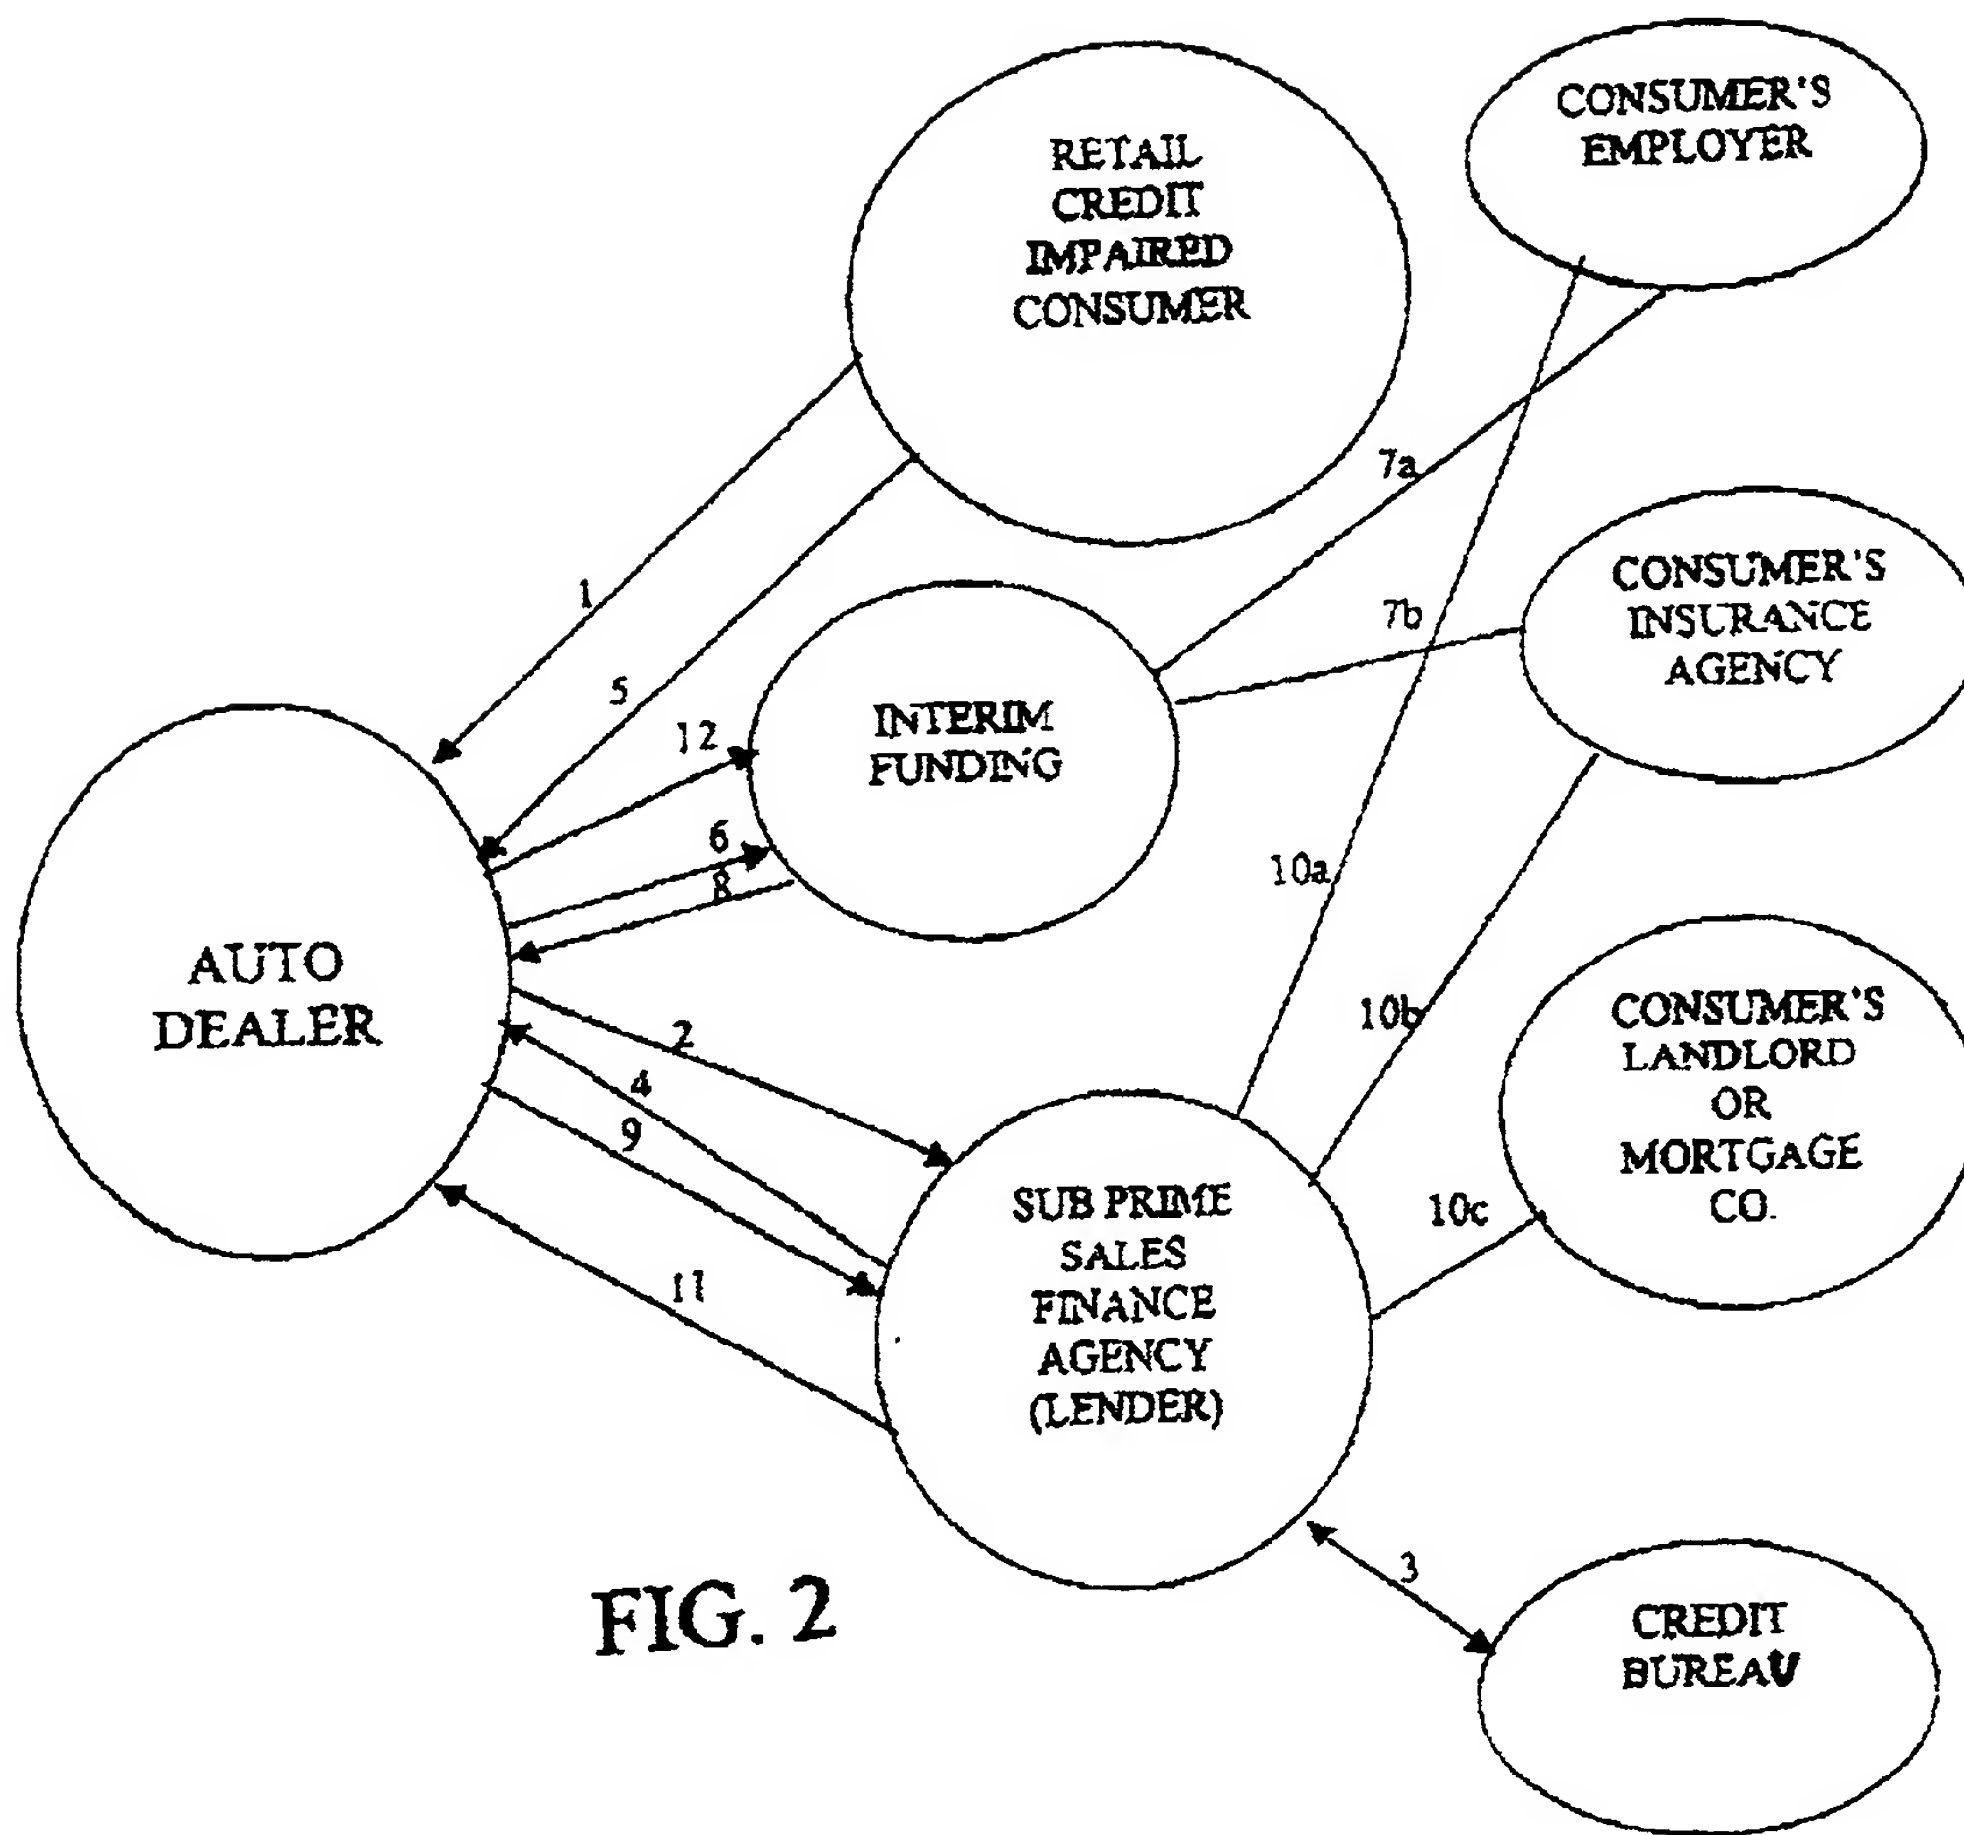 RETAIL
CREDIT
IMPAIRED
CONSUMER
CONSUMER'S
EMPLOYER
7a
1
7b
CONSUMER'S
INSURANCE
AGENCY
5
12
INTERIM
FUNDING
6
8
10a
AUTO
DEALER
2
4
9
10b
CONSUMER'S
LANDLORD
OR
MORTGAGE
CO.
10c
11
SUB PRIME
SALES
FINANCE
AGENCY
(LENDER)
3
FIG. 2
CREDIT
BUREAU